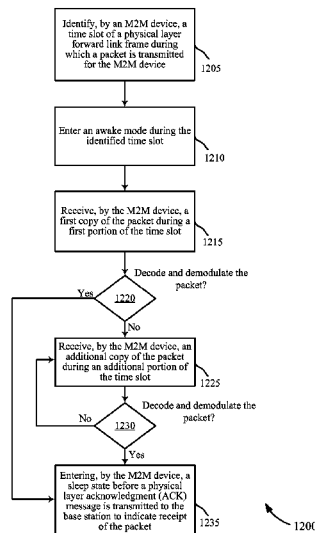 Identify, by an M2M device, a
time slot of a physical layer
forward link frame during
which a packet is transmitted
for the M2M device
1205
Enter an awake mode during the
identified time slot
1210
Receive, by the M2M device, a
first copy of the packet during a
first portion of the time slot
1215
Decode and demodulate the
packet?
Yes
1220
No
Receive, by the M2M device, an
additional copy of the packet
during an additional portion of
the time slot
1225
Decode and demodulate the
packet?
No
1230
Yes
Entering, by the M2M device, a
sleep state before a physical
layer acknowledgment (ACK)
message is transmitted to the
base station to indicate receipt
of the packet
1235
1200